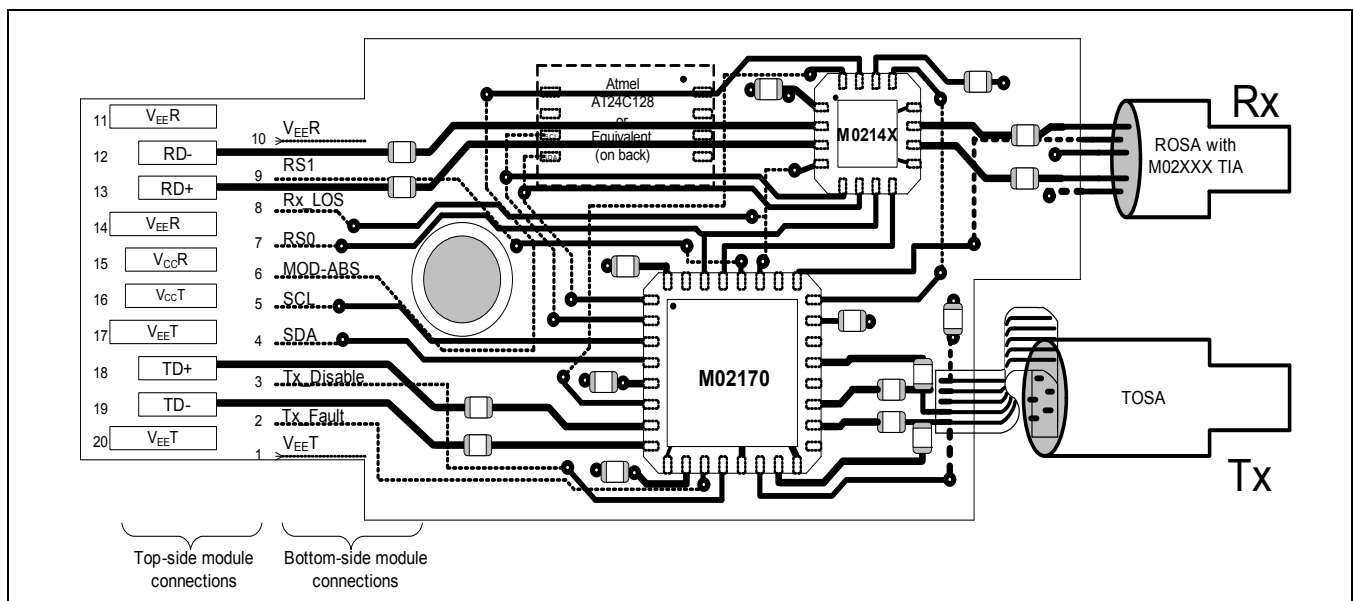 Atmel
AT24C128
or
Equivalent
(on back)
SCL
SDA
M0214X
Rx
ROSA with
M02XXX TIA
11 VEER
10 VEER
12 RD-
9 RS1
13 RD+
8 Rx_LOS
14 VEER
7 RS0
15 VCCR
6 MOD-ABS
16 VCCT
5 SCL
17 VEET
4 SDA
18 TD+
3 Tx_Disable
19 TD-
2 Tx_Fault
20 VEET
1 VEET
M02170
TOSA
Tx
Top-side module
connections
Bottom-side module
connections